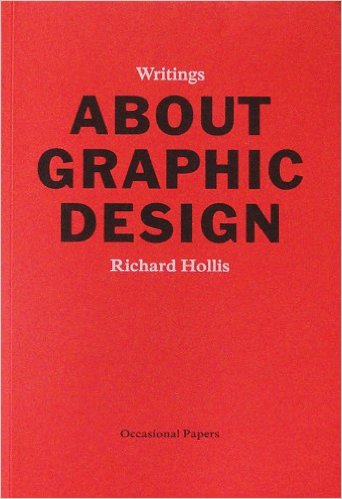 Writings
ABOUT
GRAPHIC
DESIGN
Richard Hollis
Occasional Papers